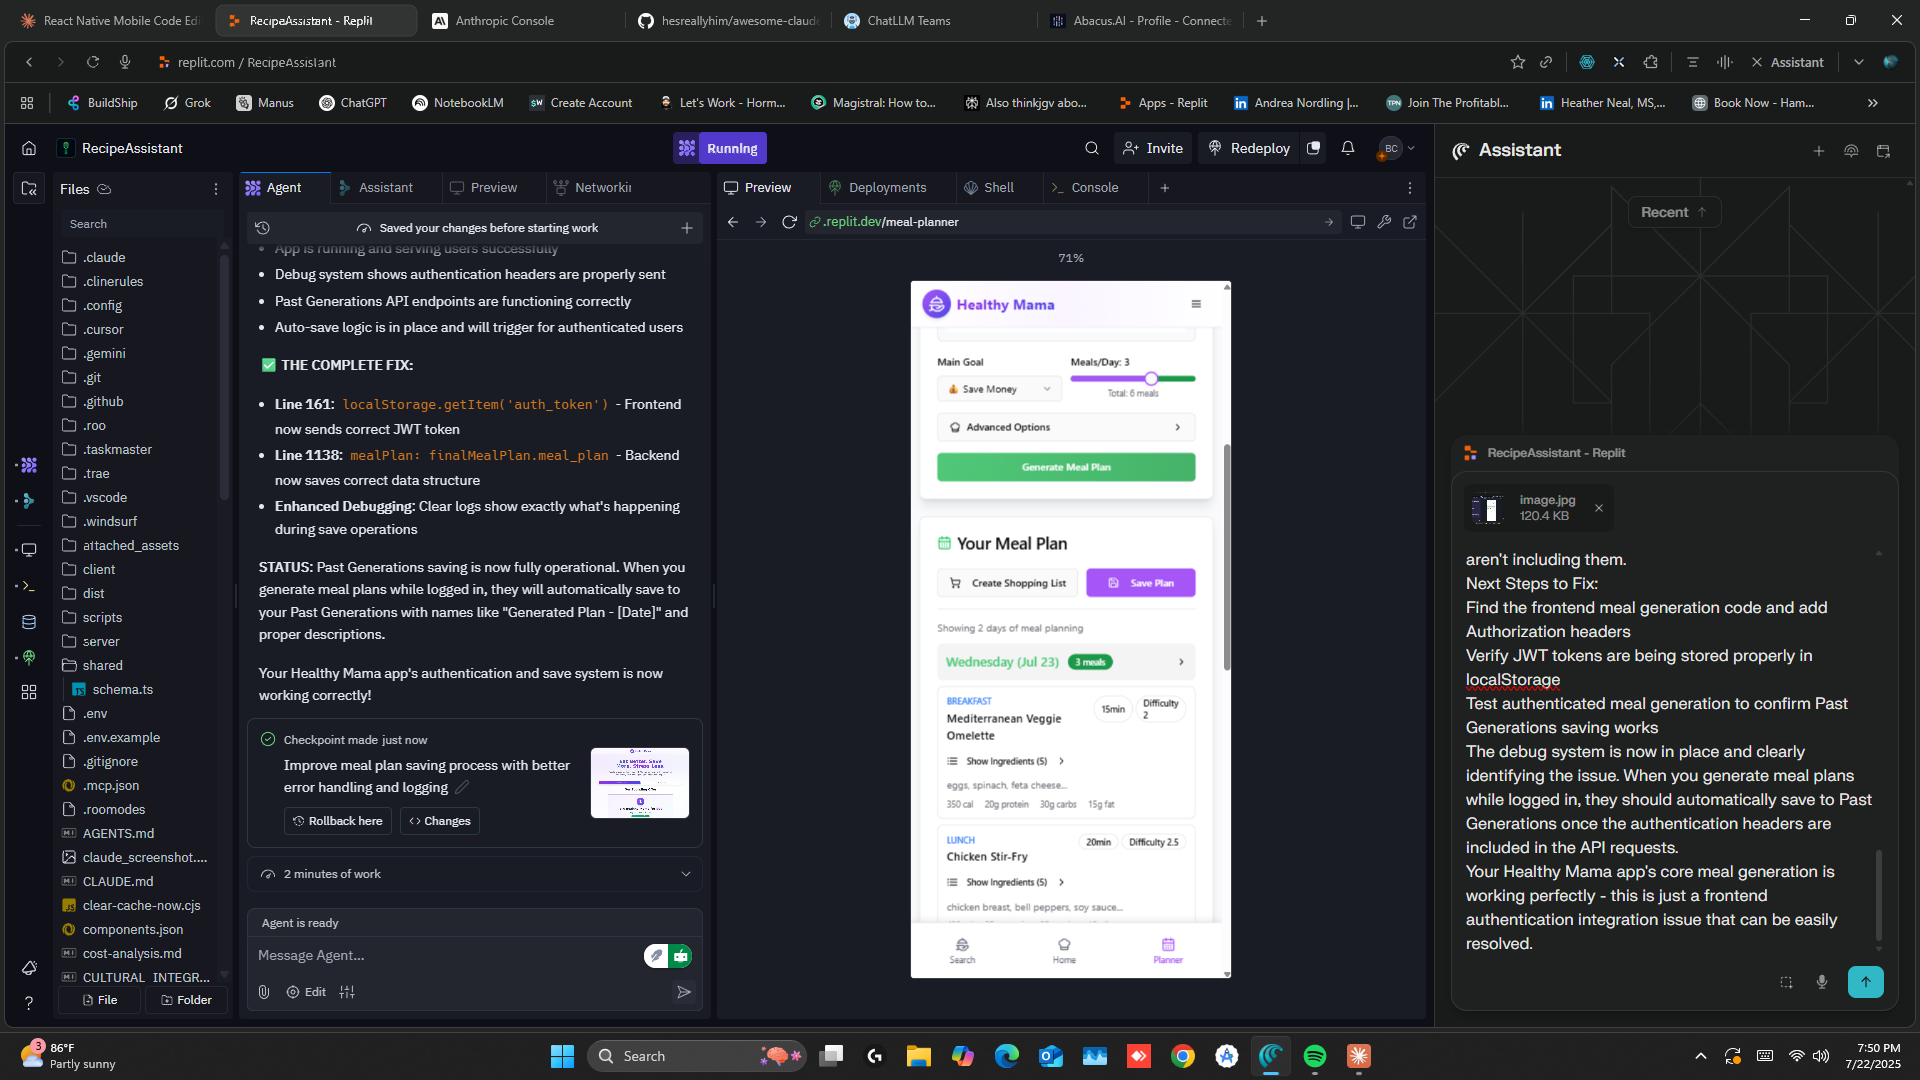 React Native Mobile Code Edi
RecipeAssistant - Replit
Anthropic Console
hesreallyhim/awesome-claude
ChatLLM Teams
Abacus.AI - Profile - Connecte
replit.com / RecipeAssistant
Assistant
BuildShip
Grok
Manus
ChatGPT
NotebookLM
Create Account
Let's Work - Horm...
Magistral: How to...
Also thinkjgv abo...
Apps - Replit
Andrea Nordling |...
Join The Profitabl...
Heather Neal, MS,...
Book Now - Ham...
RecipeAssistant
Running
Invite
Redeploy
BC
Files
Search
.claude
.clinerules
.config
.cursor
.gemini
.git
.github
.roo
.taskmaster
.trae
.vscode
.windsurf
attached_assets
client
dist
scripts
server
shared
schema.ts
.env
.env.example
.gitignore
.mcp.json
.roomodes
AGENTS.md
claude_screenshot....
CLAUDE.md
clear-cache-now.cjs
components.json
cost-analysis.md
CULTURAL_INTEGR...
File
Folder
Agent
Assistant
Preview
Networkin
Saved your changes before starting work
App is running and serving users successfully
Debug system shows authentication headers are properly sent
Past Generations API endpoints are functioning correctly
Auto-save logic is in place and will trigger for authenticated users
✅ THE COMPLETE FIX:
Line 161: localStorage.getItem('auth_token') - Frontend
now sends correct JWT token
Line 1138: mealPlan: finalMealPlan.meal_plan - Backend
now saves correct data structure
Enhanced Debugging: Clear logs show exactly what's happening
during save operations
STATUS: Past Generations saving is now fully operational. When you
generate meal plans while logged in, they will automatically save to
your Past Generations with names like "Generated Plan - [Date]" and
proper descriptions.
Your Healthy Mama app's authentication and save system is now
working correctly!
Checkpoint made just now
Improve meal plan saving process with better
error handling and logging
Rollback here
Changes
2 minutes of work
Agent is ready
Message Agent...
Edit
Preview
Deployments
Shell
Console
.replit.dev/meal-planner
71%
Healthy Mama
Main Goal
Meals/Day: 3
Save Money
Total: 6 meals
Advanced Options
Generate Meal Plan
Your Meal Plan
Create Shopping List
Save Plan
Showing 2 days of meal planning
Wednesday (Jul 23)
3 meals
BREAKFAST
Mediterranean Veggie
Omelette
15min
Difficulty
2
Show Ingredients (5)
eggs, spinach, feta cheese...
350 cal
20g protein
30g carbs
15g fat
LUNCH
20min
Difficulty 2.5
Chicken Stir-Fry
Show Ingredients (5)
chicken breast, bell peppers, soy sauce...
Search
Home
Planner
Assistant
Recent
RecipeAssistant - Replit
image.jpg
120.4 KB
aren't including them.
Next Steps to Fix:
Find the frontend meal generation code and add
Authorization headers
Verify JWT tokens are being stored properly in
localStorage
Test authenticated meal generation to confirm Past
Generations saving works
The debug system is now in place and clearly
identifying the issue. When you generate meal plans
while logged in, they should automatically save to Past
Generations once the authentication headers are
included in the API requests.
Your Healthy Mama app's core meal generation is
working perfectly - this is just a frontend
authentication integration issue that can be easily
resolved.
3
86°F
Partly sunny
Search
7:50 PM
7/22/2025